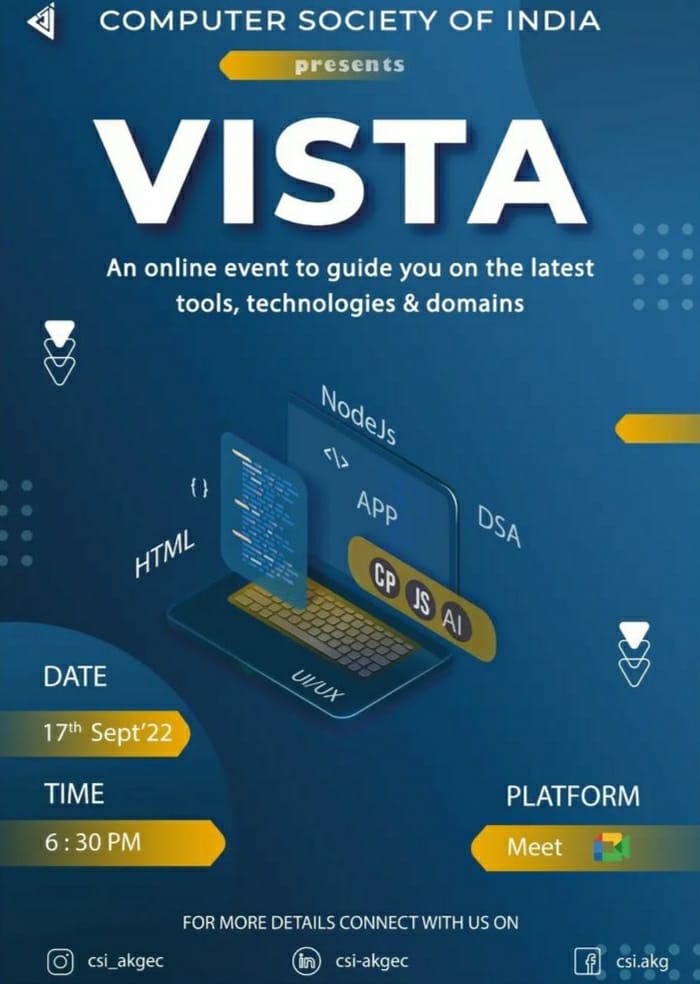 COMPUTER SOCIETY OF INDIA
presents
VISTA
An online event to guide you on the latest
tools, technologies & domains
NodeJs
<\>
{}
APP
DSA
HTML
CP JS AI
UI/UX
DATE
17th Sept'22
TIME
6 : 30 PM
PLATFORM
Meet
FOR MORE DETAILS CONNECT WITH US ON
csi_akgec
in csi-akgec
f csi.akg